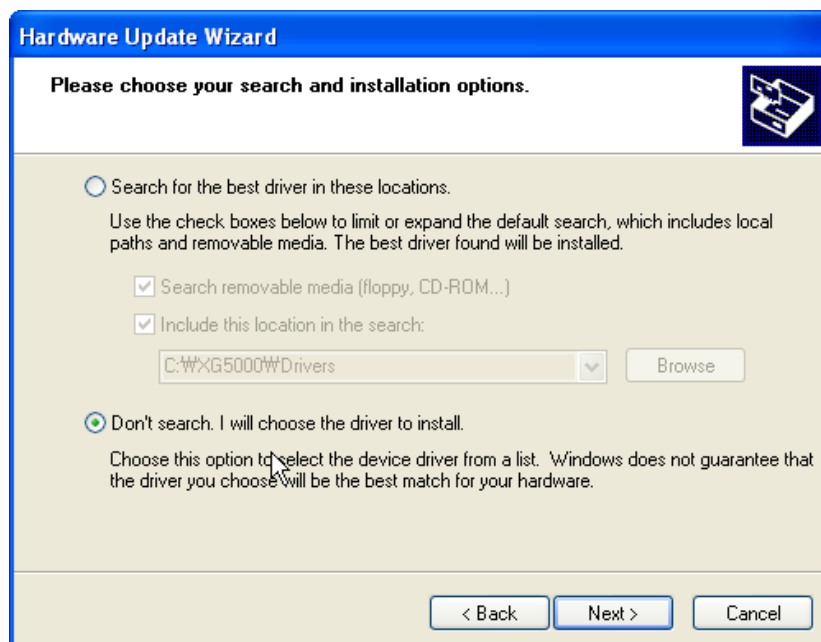 Hardware Update Wizard
Please choose your search and installation options.
Search for the best driver in these locations.
Use the check boxes below to limit or expand the default search, which includes local
paths and removable media. The best driver found will be installed.
Search removable media (floppy, CD-ROM...)
Include this location in the search:
C:₩XG5000₩Drivers
Browse
Don't search. I will choose the driver to install.
Choose this option to select the device driver from a list. Windows does not guarantee that
the driver you choose will be the best match for your hardware.
< Back
Next >
Cancel